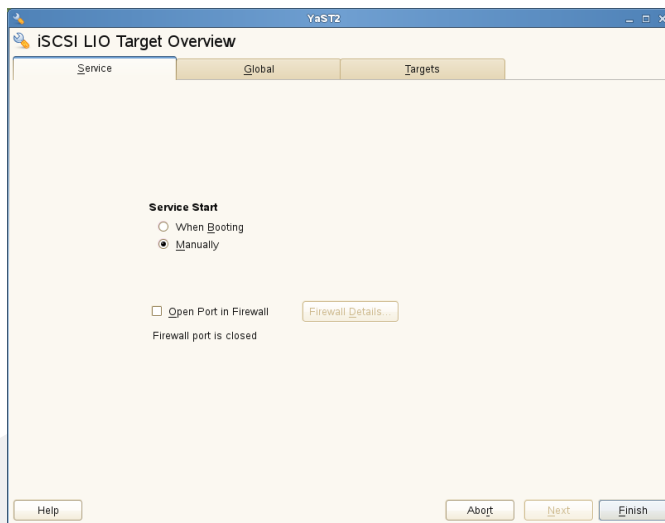 YaST2
iSCSI LIO Target Overview
Service
Global
Targets
Service Start
When Booting
Manually
Open Port in Firewall
Firewall Details...
Firewall port is closed
Help
Abort
Next
Finish